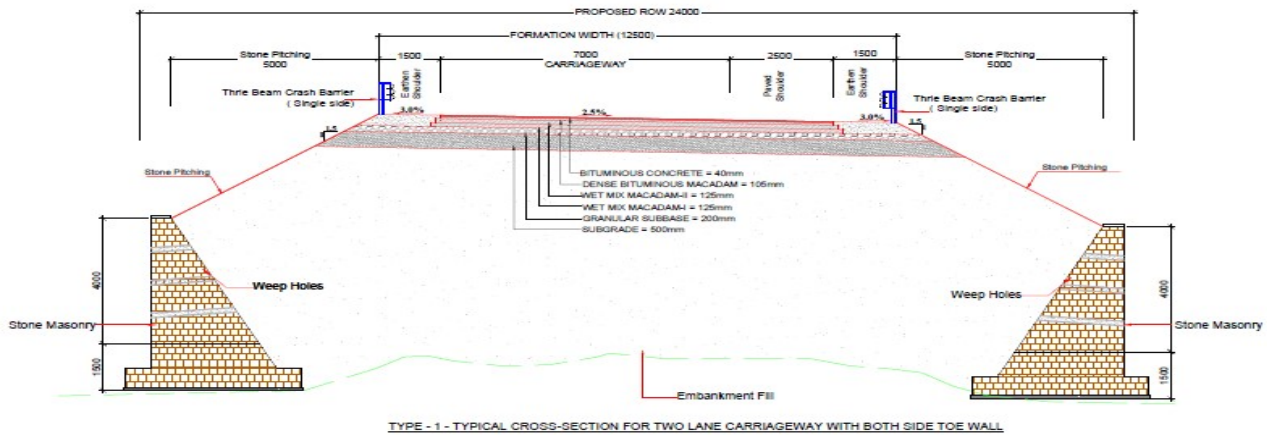 PROPOSED ROW 24000
FORMATION WIDTH (12500)
Stone Pitching
5000
1500
7000
CARRIAGEWAY
2500
1500
Stone Pitching
5000
Earthen
Shoulder
Paved
Shoulder
Earthen
Shoulder
Thrie Beam Crash Barrier
( Single side)
Thrie Beam Crash Barrier
( Single side)
3.0%
2.5%
3.0%
1.5
1.5
Stone Pitching
Stone Pitching
BITUMINOUS CONCRETE = 40mm
DENSE BITUMINOUS MACADAM = 105mm
WET MIX MACADAM-II = 125mm
WET MIX MACADAM-I = 125mm
GRANULAR SUBBASE = 200mm
SUBGRADE = 500mm
4000
Weep Holes
Weep Holes
4000
Stone Masonry
Stone Masonry
1500
1500
Embankment Fill
TYPE - 1 - TYPICAL CROSS-SECTION FOR TWO LANE CARRIAGEWAY WITH BOTH SIDE TOE WALL